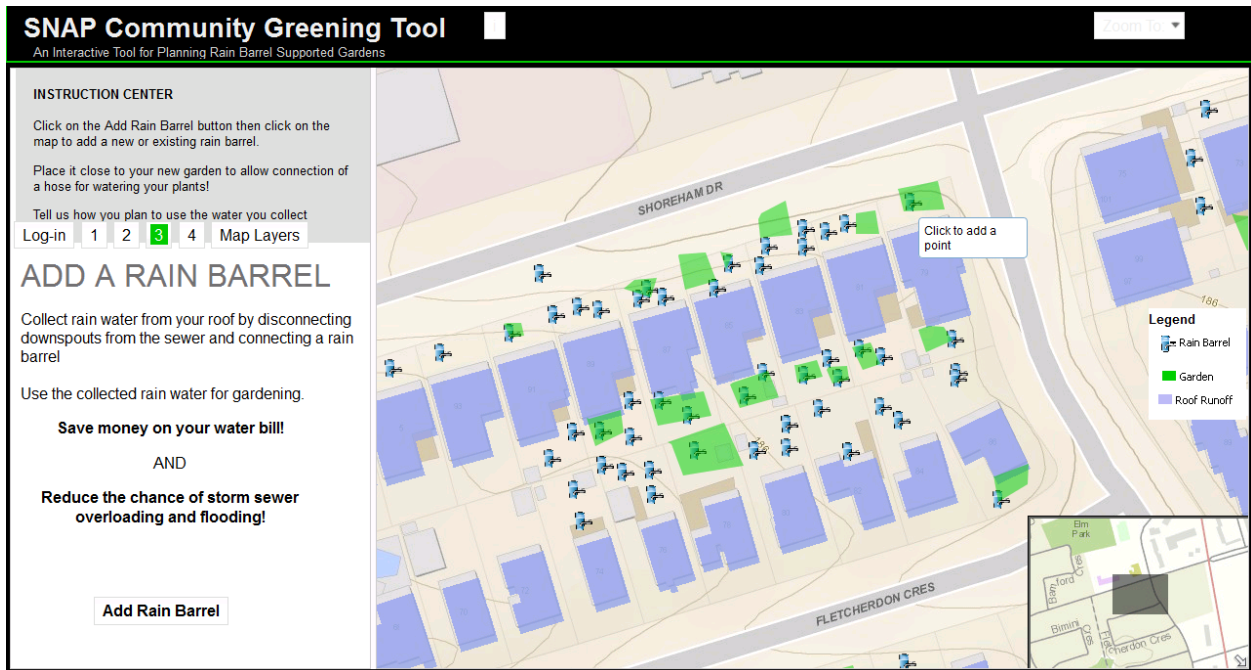 SNAP Community Greening Tool
An Interactive Tool for Planning Rain Barrel Supported Gardens
Zoom To:
INSTRUCTION CENTER
Click on the Add Rain Barrel button then click on the
map to add a new or existing rain barrel.
Place it close to your new garden to allow connection of
a hose for watering your plants!
Tell us how you plan to use the water you collect
Log-in 1 2 3 4 Map Layers
ADD A RAIN BARREL
Collect rain water from your roof by disconnecting
downspouts from the sewer and connecting a rain
barrel
Use the collected rain water for gardening.
Save money on your water bill!
AND
Reduce the chance of storm sewer
overloading and flooding!
Add Rain Barrel
SHOREHAM DR
Click to add a
point
186
186
Legend
Rain Barrel
Garden
Roof Runoff
FLETCHERDON CRES
Elm
Park
Bimini
Cres